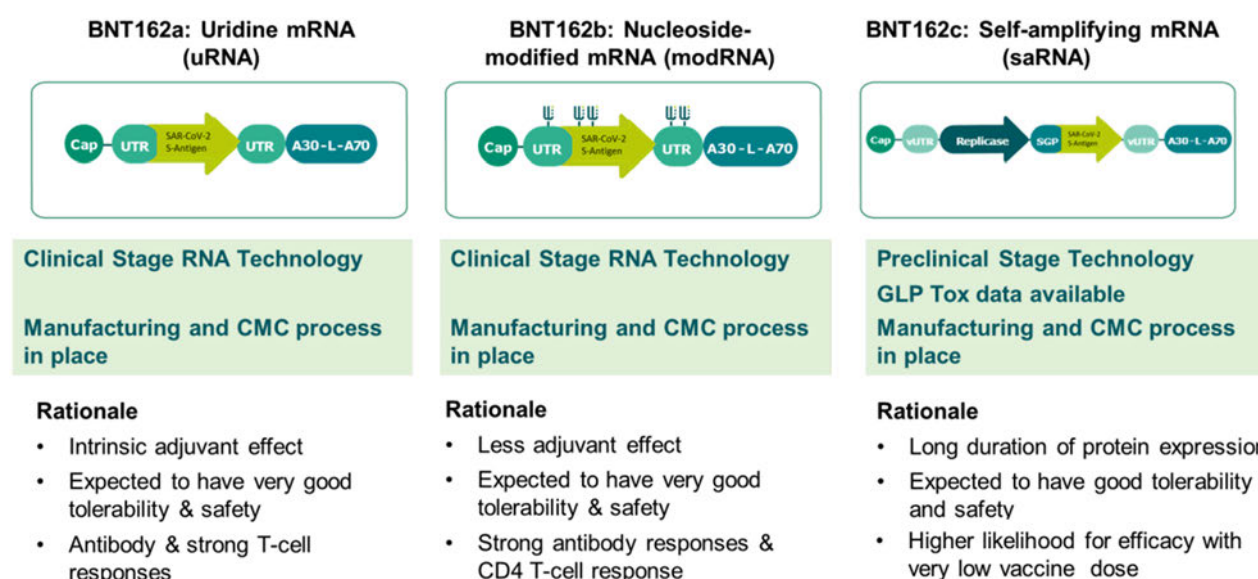 BNT162a: Uridine mRNA
(uRNA)
Cap
UTR
SAR-CoV-2
S-Antigen
UTR
A30-L-A70
Clinical Stage RNA Technology
Manufacturing and CMC process
in place
Rationale
• Intrinsic adjuvant effect
• Expected to have very good
tolerability & safety
• Antibody & strong T-cell
responses
BNT162b: Nucleoside-
modified mRNA (modRNA)
Cap
UTR
SAR-CoV-2
S-Antigen
UTR
A30-L-A70
Clinical Stage RNA Technology
Manufacturing and CMC process
in place
Rationale
• Less adjuvant effect
• Expected to have very good
tolerability & safety
• Strong antibody responses &
CD4 T-cell response
BNT162c: Self-amplifying mRNA
(saRNA)
Cap
vUTR
Replicase
SGP
SAR-CoV-2
S-Antigen
vUTR
A30-L-A70
Preclinical Stage Technology
GLP Tox data available
Manufacturing and CMC process
in place
Rationale
• Long duration of protein expression
• Expected to have good tolerability
and safety
• Higher likelihood for efficacy with
very low vaccine dose